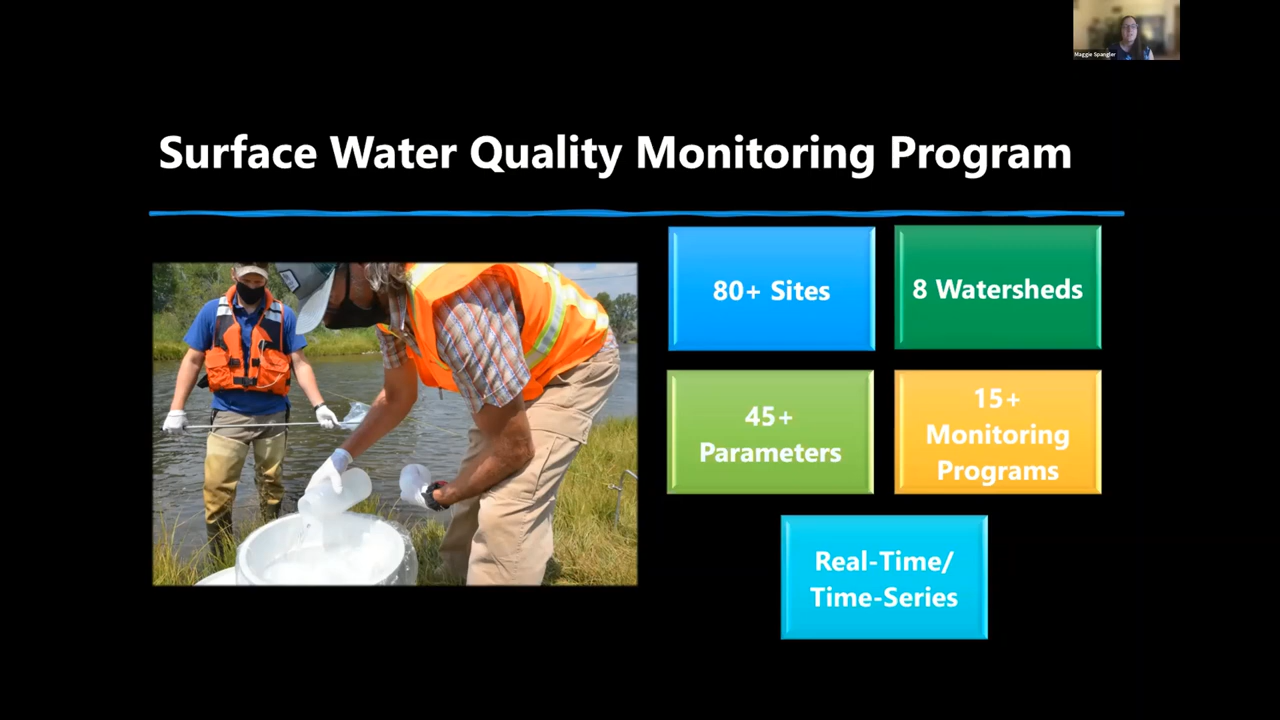 Maggie Spangler
Surface Water Quality Monitoring Program
80+ Sites
8 Watersheds
45+
Parameters
15+
Monitoring
Programs
Real-Time/
Time-Series